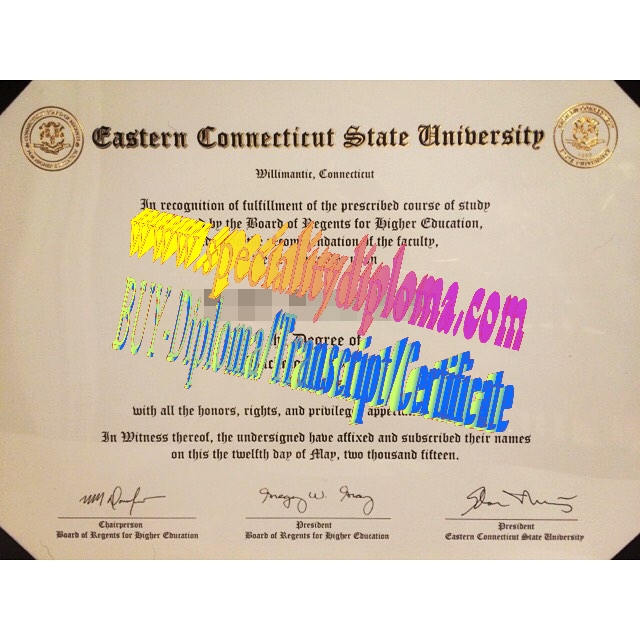 Eastern Connecticut State University
Willimantic, Connecticut
In recognition of fulfillment of the prescribed course of study
by the Board of Regents for Higher Education,
of the faculty,
www.specialitydiploma.com
BUY-Diploma/Transcript/Certificate
Degree of
with all the honors, rights, and
In Witness thereof, the undersigned have affixed and subscribed their names
on this the twelfth day of May, two thousand fifteen.
Chairperson
Board of Regents for Higher Education
President
Board of Regents for Higher Education
President
Eastern Connecticut State University